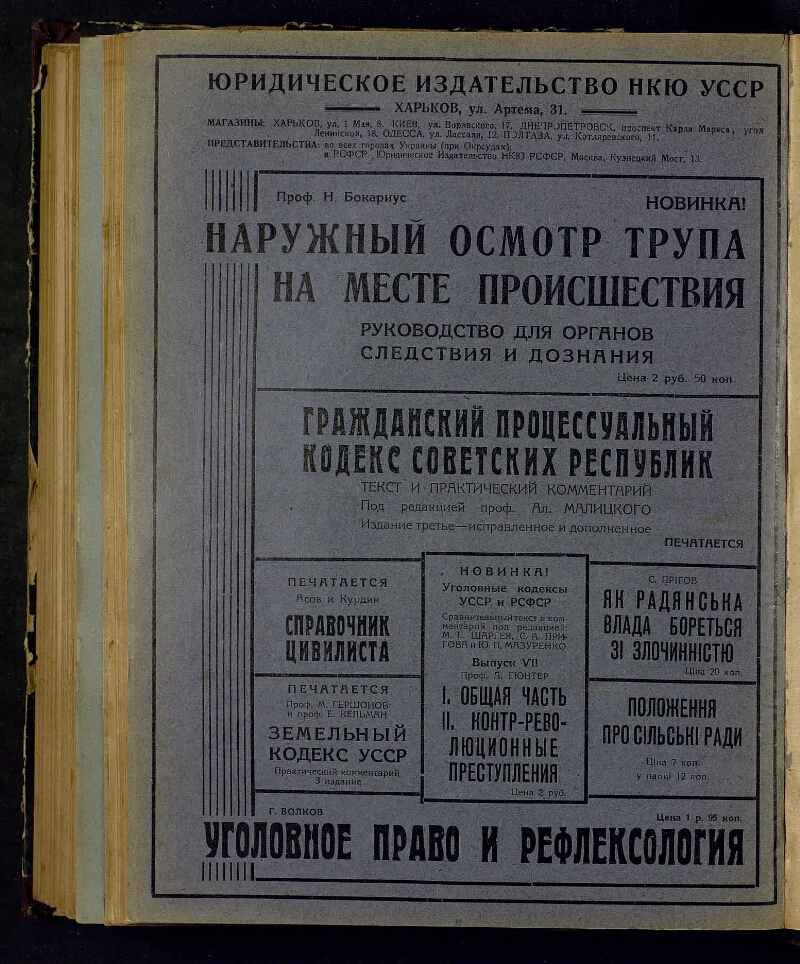 ЮРИДИЧЕСКОЕ ИЗДАТЕЛЬСТВО НКЮ УССР
ХАРЬКОВ, ул. Артема, 31.
МАГАЗИНЫ: ХАРЬКОВ, ул. 1 Мая, 8. КИЕВ, ул. Воровского, 17. ДНЕПРОПЕТРОВСК, проспект Карла Маркса, угол
Ленинской, 18. ОДЕССА, ул. Лассаля, 12. ПОЛТАВА, ул. Котляревского, 11.
ПРЕДСТАВИТЕЛЬСТВА: во всех городах Украины (при Окрсудах);
в РСФСР Юридическое Издательство НКЮ РСФСР, Москва, Кузнецкий Мост, 13.
Проф. Н. Бокариус
НОВИНКА!
НАРУЖНЫЙ ОСМОТР ТРУПА
НА МЕСТЕ ПРОИСШЕСТВИЯ
РУКОВОДСТВО ДЛЯ ОРГАНОВ
СЛЕДСТВИЯ И ДОЗНАНИЯ
Цена 2 руб. 50 коп.
ГРАЖДАНСКИЙ ПРОЦЕССУАЛЬНЫЙ
КОДЕКС СОВЕТСКИХ РЕСПУБЛИК
ТЕКСТ И ПРАКТИЧЕСКИЙ КОММЕНТАРИЙ
Под редакцией проф. Ал. МАЛИЦКОГО
Издание третье—исправленное и дополненное
ПЕЧАТАЕТСЯ
ПЕЧАТАЕТСЯ
Асов и Курдин
СПРАВОЧНИК
ЦИВИЛИСТА
ПЕЧАТАЕТСЯ
Проф. М. ГЕРШОНОВ
и проф. Е. КЕЛЬМАН
ЗЕМЕЛЬНЫЙ
КОДЕКС УССР
Практический комментарий
3 издание
НОВИНКА!
Уголовные кодексы
УССР и РСФСР
Сравнительный текст и ком-
ментарий под редакцией:
М. Е. ШАРГЕЯ, С. А. ПРИ-
ГОВА и Ю. П. МАЗУРЕНКО
Выпуск VII
Проф. Я. ГЮНТЕР
I. ОБЩАЯ ЧАСТЬ
II. КОНТР-РЕВО-
ЛЮЦИОННЫЕ
ПРЕСТУПЛЕНИЯ
Цена 2 руб.
С. ПРІГОВ
ЯК РАДЯНСЬКА
ВЛАДА БОРЕТЬСЯ
ЗІ ЗЛОЧИННІСТЮ
Ціна 20 коп.
ПОЛОЖЕННЯ
ПРО СІЛЬСЬКІ РАДИ
Ціна 7 коп.
у папці 12 коп.
Г. ВОЛКОВ
Цена 1 р. 95 коп.
УГОЛОВНОЕ ПРАВО И РЕФЛЕКСОЛОГИЯ